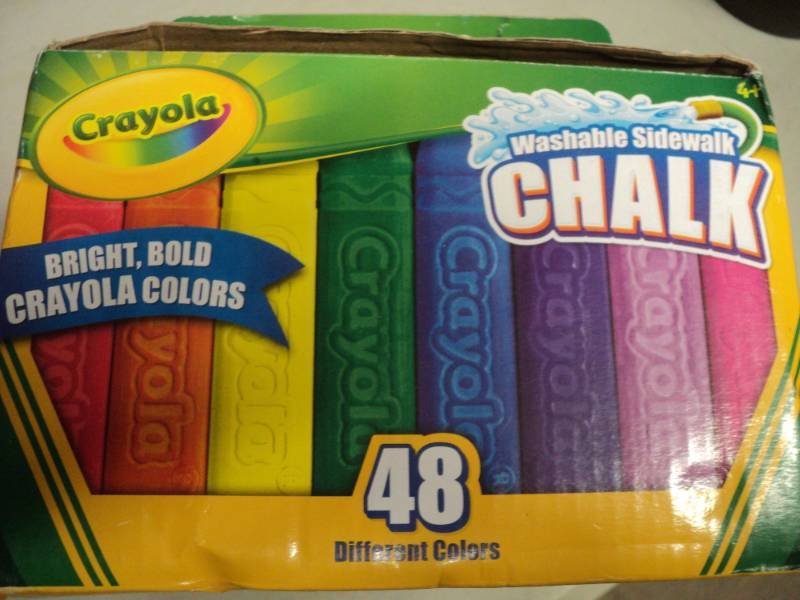 Crayola
4+
Washable Sidewalk
CHALK
BRIGHT, BOLD
CRAYOLA COLORS
Crayola
Crayola
Crayola
Crayola
Crayola
Crayola
48
Different Colors